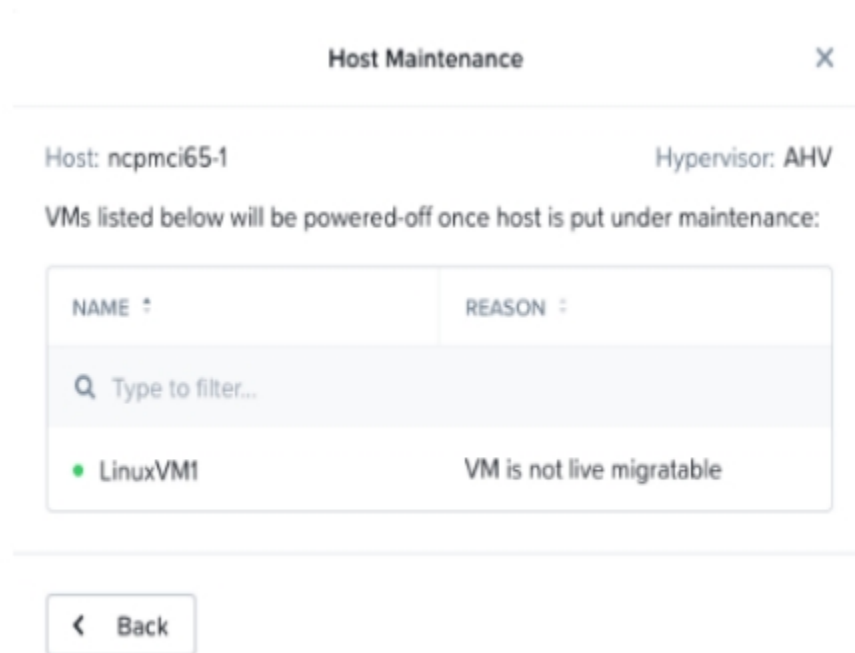 Host Maintenance
Host: ncpmci65-1 Hypervisor: AHV
VMs listed below will be powered-off once host is put under maintenance:
NAME REASON
Type to filter...
LinuxVM1 VM is not live migratable
Back